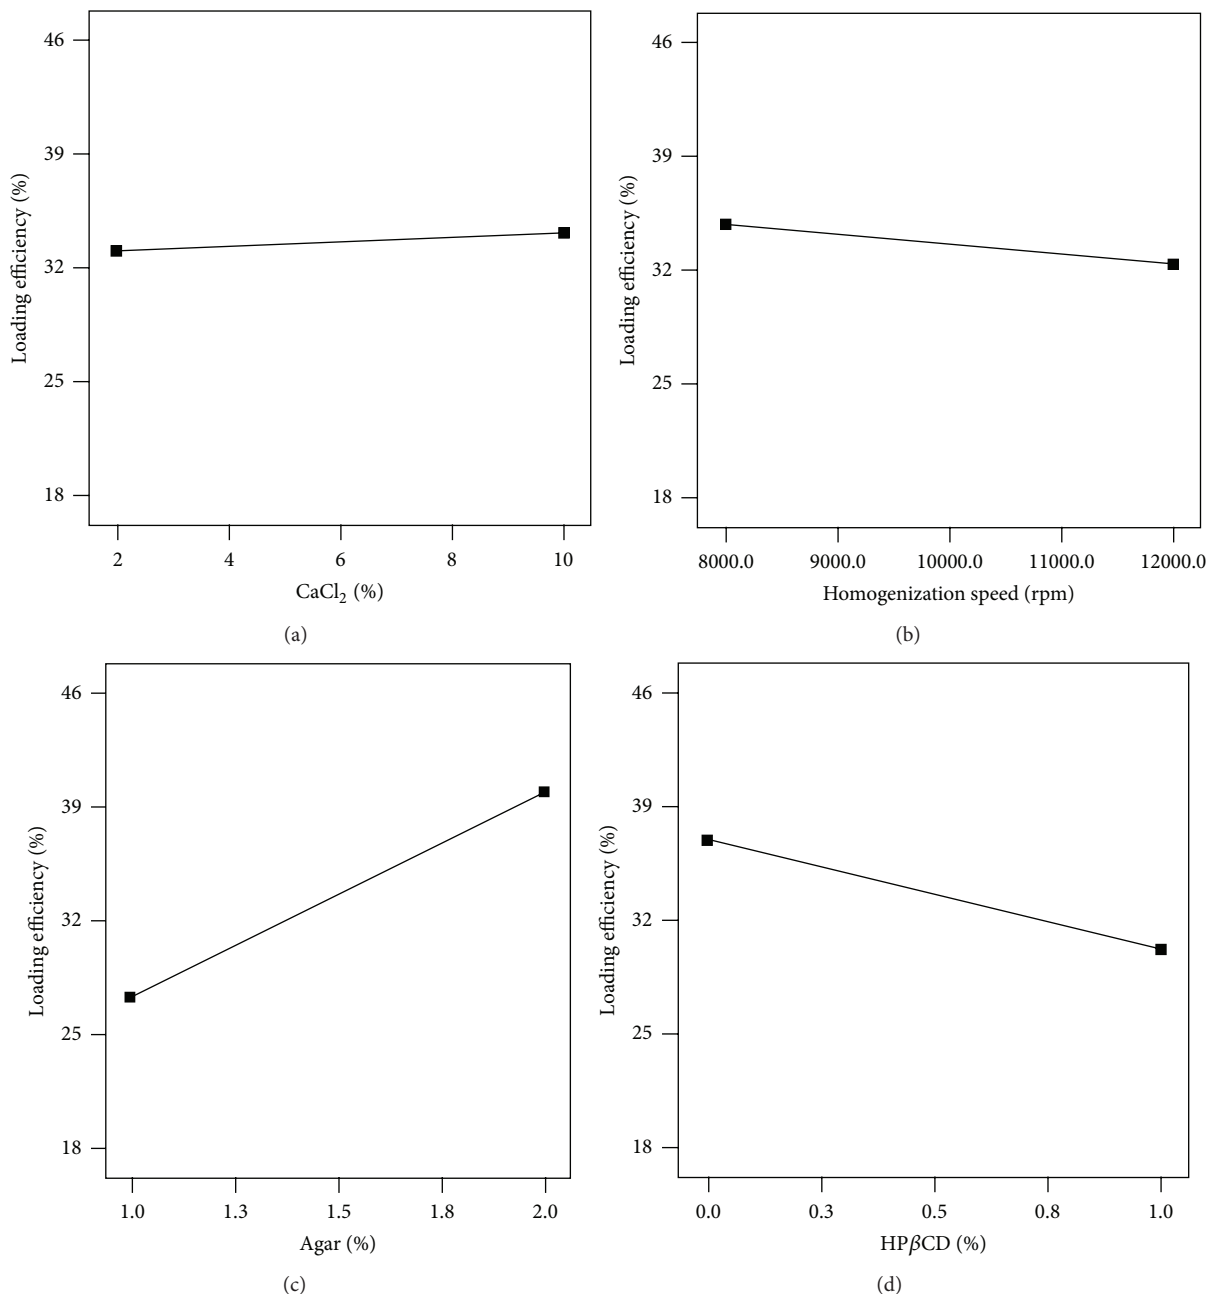 46
39
32
25
18
Loading efficiency (%)
2 4 6 8 10
CaCl₂ (%)
(a)
46
39
32
25
18
Loading efficiency (%)
8000.0 9000.0 10000.0 11000.0 12000.0
Homogenization speed (rpm)
(b)
46
39
32
25
18
Loading efficiency (%)
1.0 1.3 1.5 1.8 2.0
Agar (%)
(c)
46
39
32
25
18
Loading efficiency (%)
0.0 0.3 0.5 0.8 1.0
HPβCD (%)
(d)